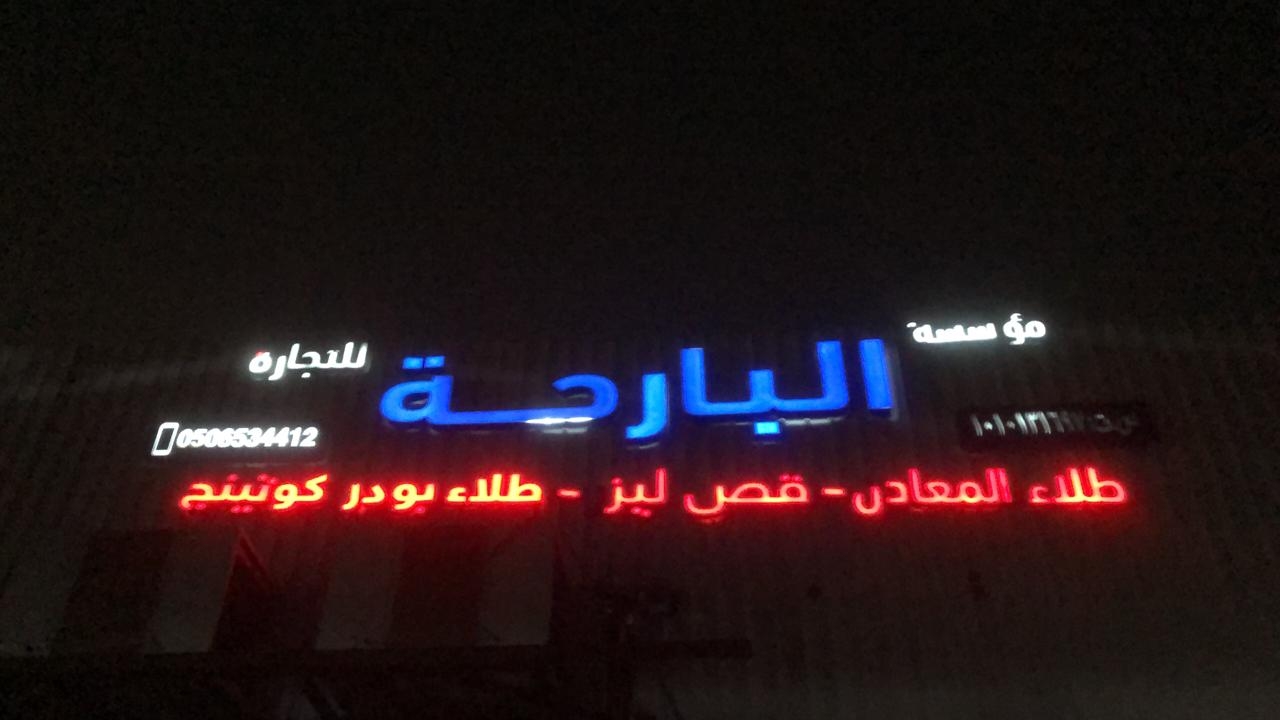 مؤسسة
البارحة
للتجارة
0506534412
طلاء المعادن - قص ليز - طلاء بودر كوتينج